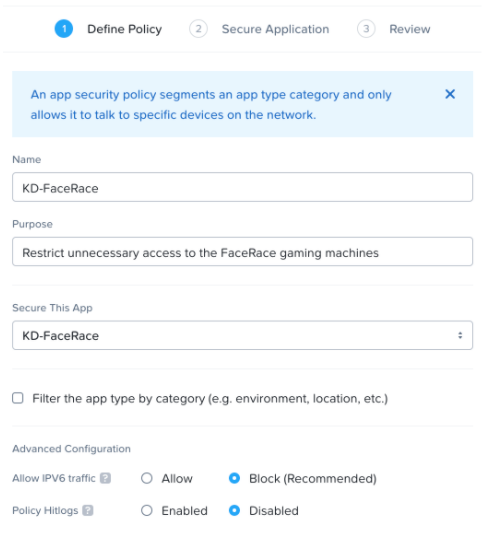 1 Define Policy 2 Secure Application 3 Review
An app security policy segments an app type category and only
allows it to talk to specific devices on the network.
Name
KD-FaceRace
Purpose
Restrict unnecessary access to the FaceRace gaming machines
Secure This App
KD-FaceRace
Filter the app type by category (e.g. environment, location, etc.)
Advanced Configuration
Allow IPV6 traffic ? Allow Block (Recommended)
Policy Hitlogs ? Enabled Disabled